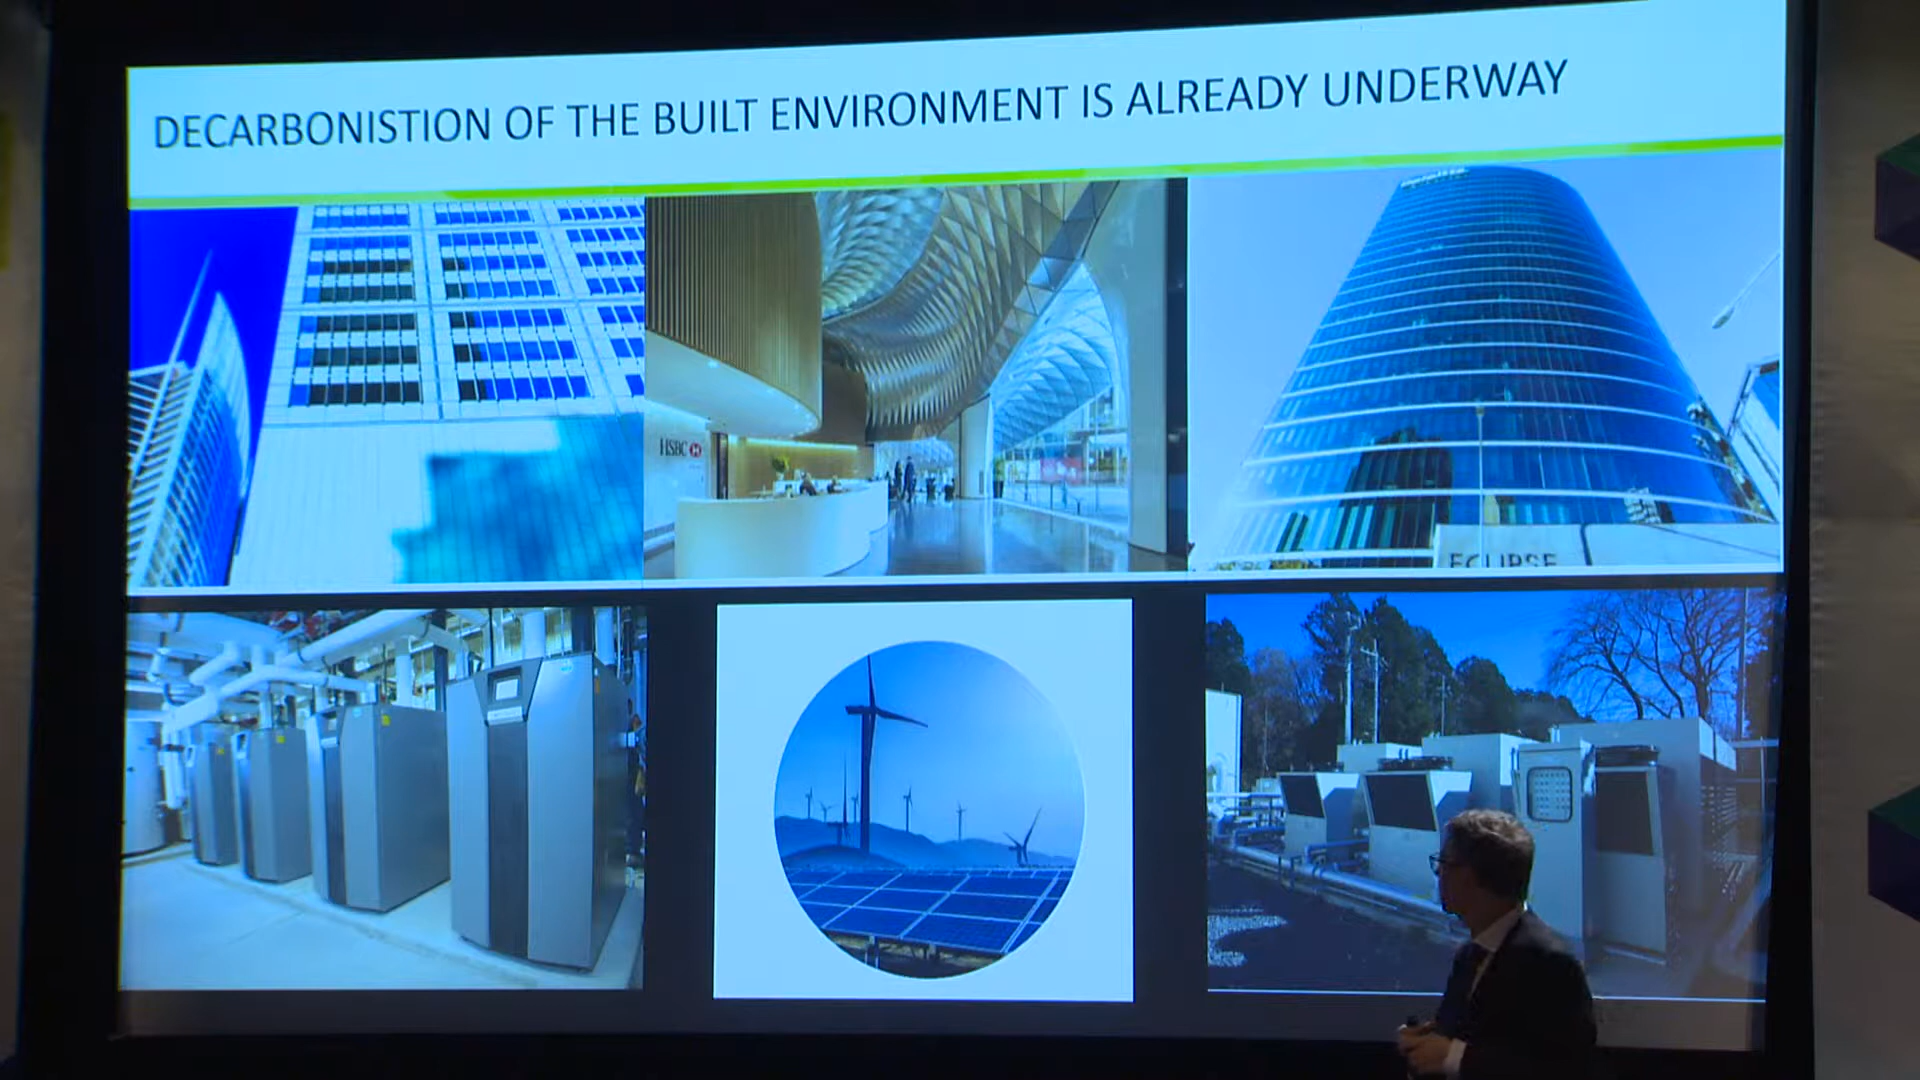 DECARBONISTION OF THE BUILT ENVIRONMENT IS ALREADY UNDERWAY
HSBC
ECLIPSE